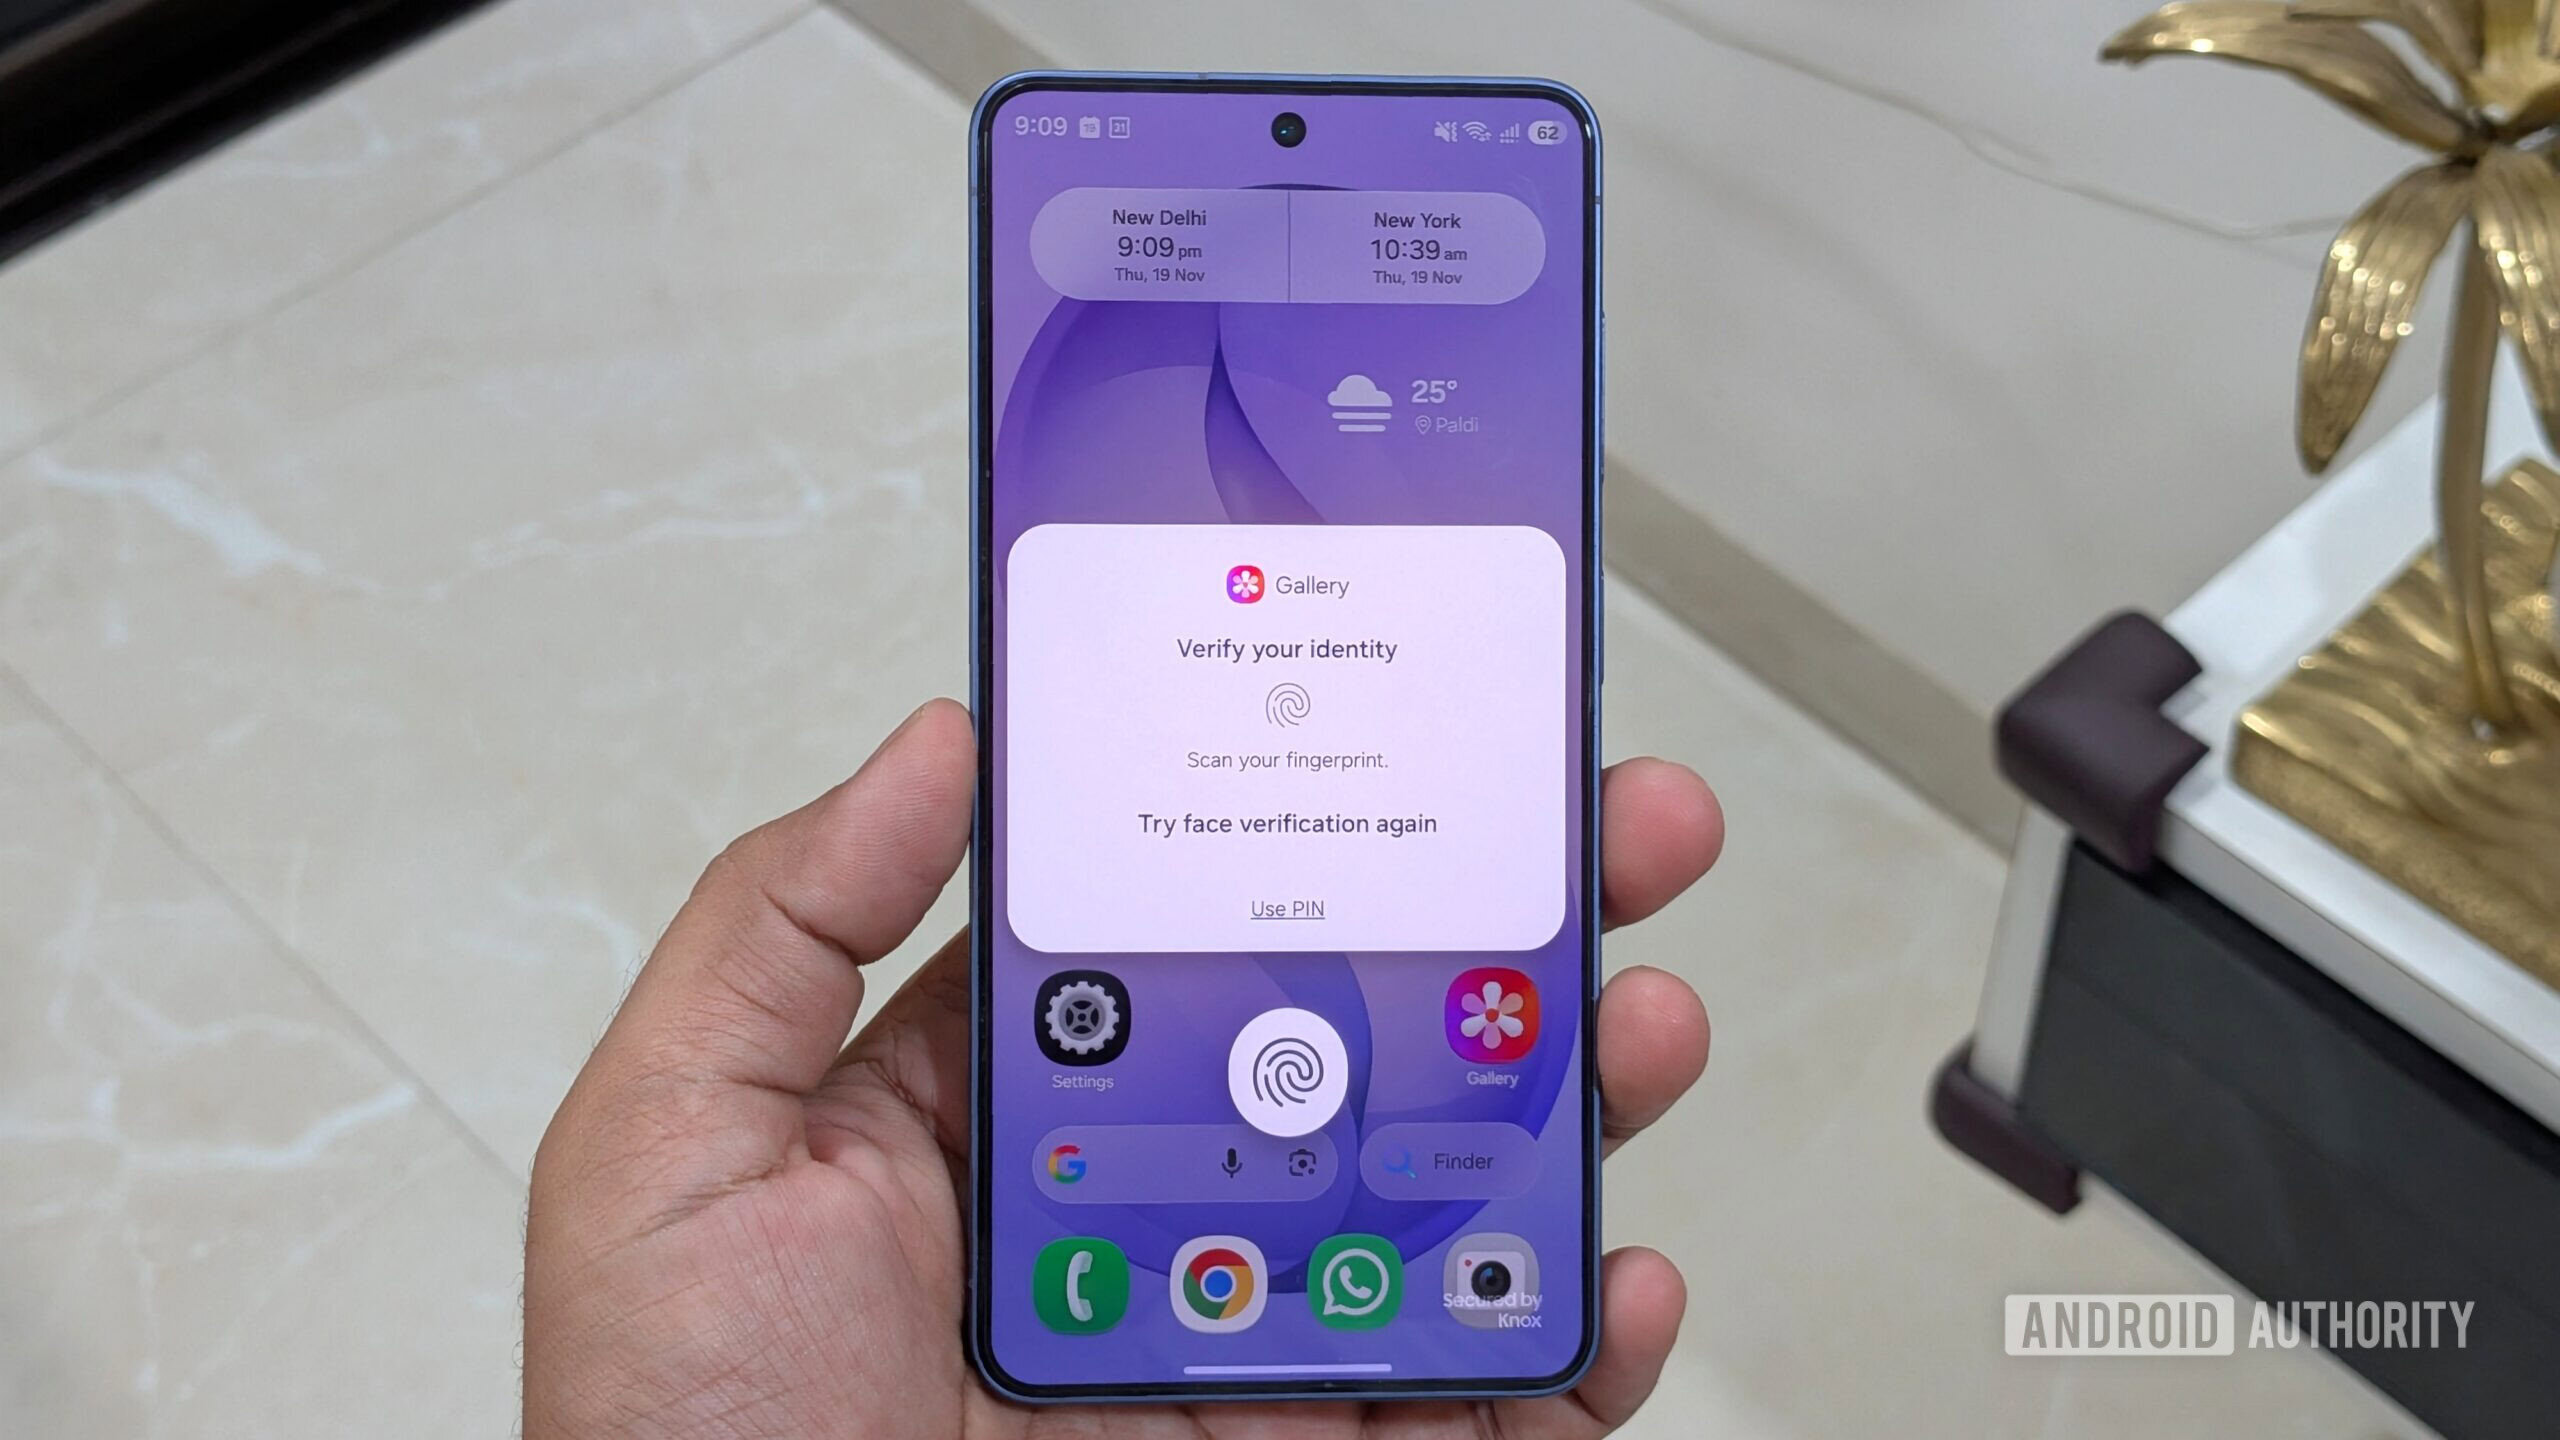 9:09 19 31 62
New Delhi
9:09 pm
Thu, 19 Nov
New York
10:39 am
Thu, 19 Nov
25°
Paldi
Gallery
Verify your identity
Scan your fingerprint.
Try face verification again
Use PIN
Settings
Gallery
G
Finder
Secured by
Knox
ANDROID AUTHORITY